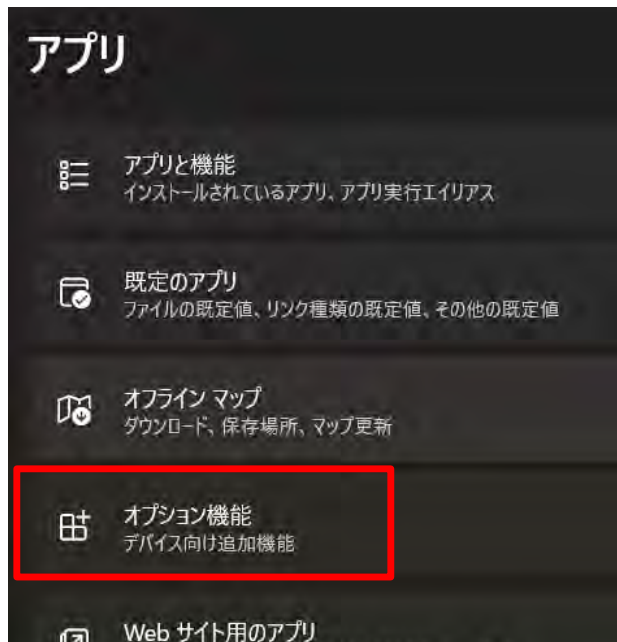 アプリ
アプリと機能
インストールされているアプリ、アプリ実行エイリアス
既定のアプリ
ファイルの既定値、リンク種類の既定値、その他の既定値
オフライン マップ
ダウンロード、保存場所、マップ更新
オプション機能
デバイス向け追加機能
Web サイト用のアプリ